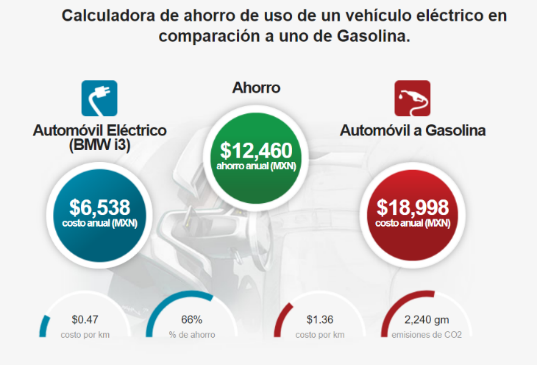 Calculadora de ahorro de uso de un vehículo eléctrico en
comparación a uno de Gasolina.
Ahorro
Automóvil Eléctrico
(BMW i3)
$12,460
ahorro anual (MXN)
Automóvil a Gasolina
$6,538
costo anual (MXN)
$18,998
costo anual (MXN)
$0.47
costo por km
66%
% de ahorro
$1.36
costo por km
2,240 gm
emisiones de CO2